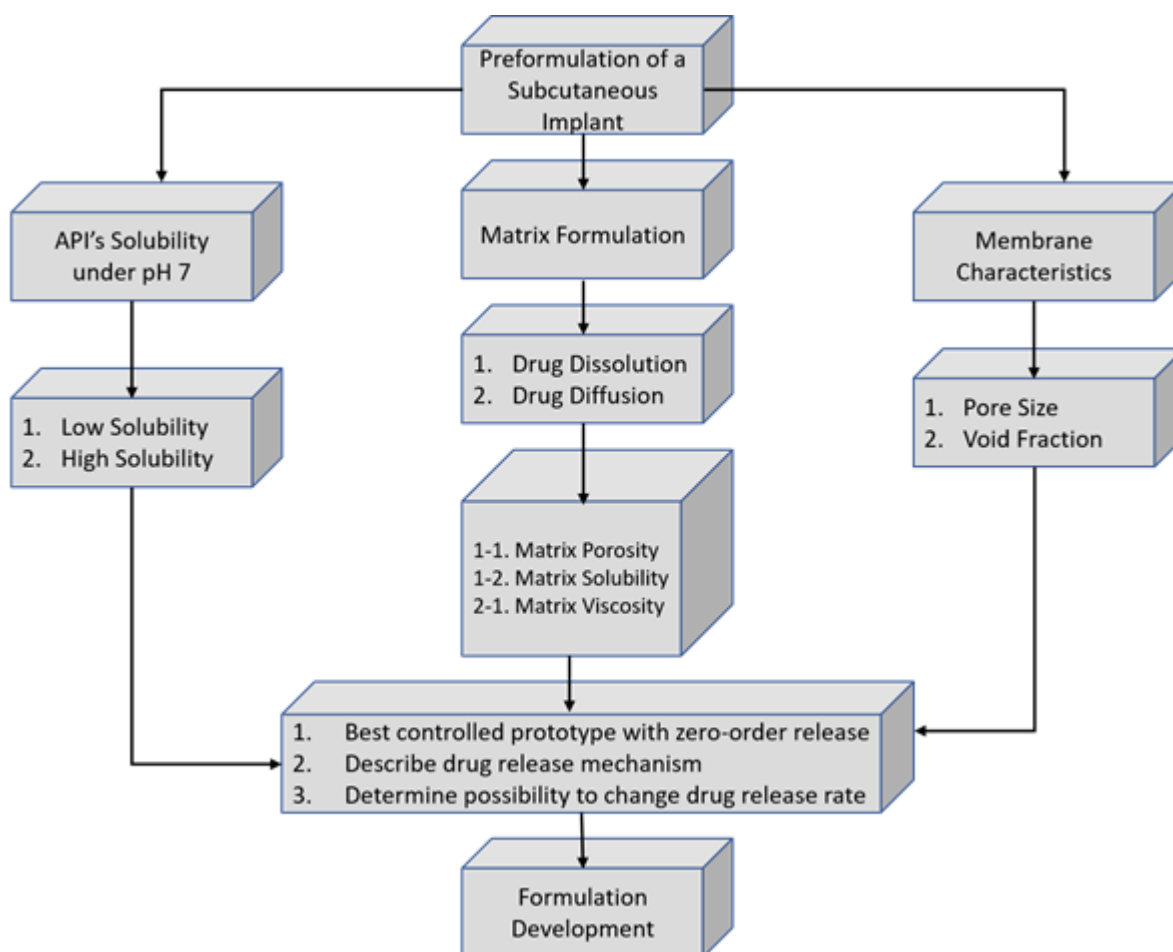 Preformulation of a
Subcutaneous
Implant
API's Solubility
under pH 7
Matrix Formulation
Membrane
Characteristics
1. Low Solubility
2. High Solubility
1. Drug Dissolution
2. Drug Diffusion
1. Pore Size
2. Void Fraction
1-1. Matrix Porosity
1-2. Matrix Solubility
2-1. Matrix Viscosity
1. Best controlled prototype with zero-order release
2. Describe drug release mechanism
3. Determine possibility to change drug release rate
Formulation
Development